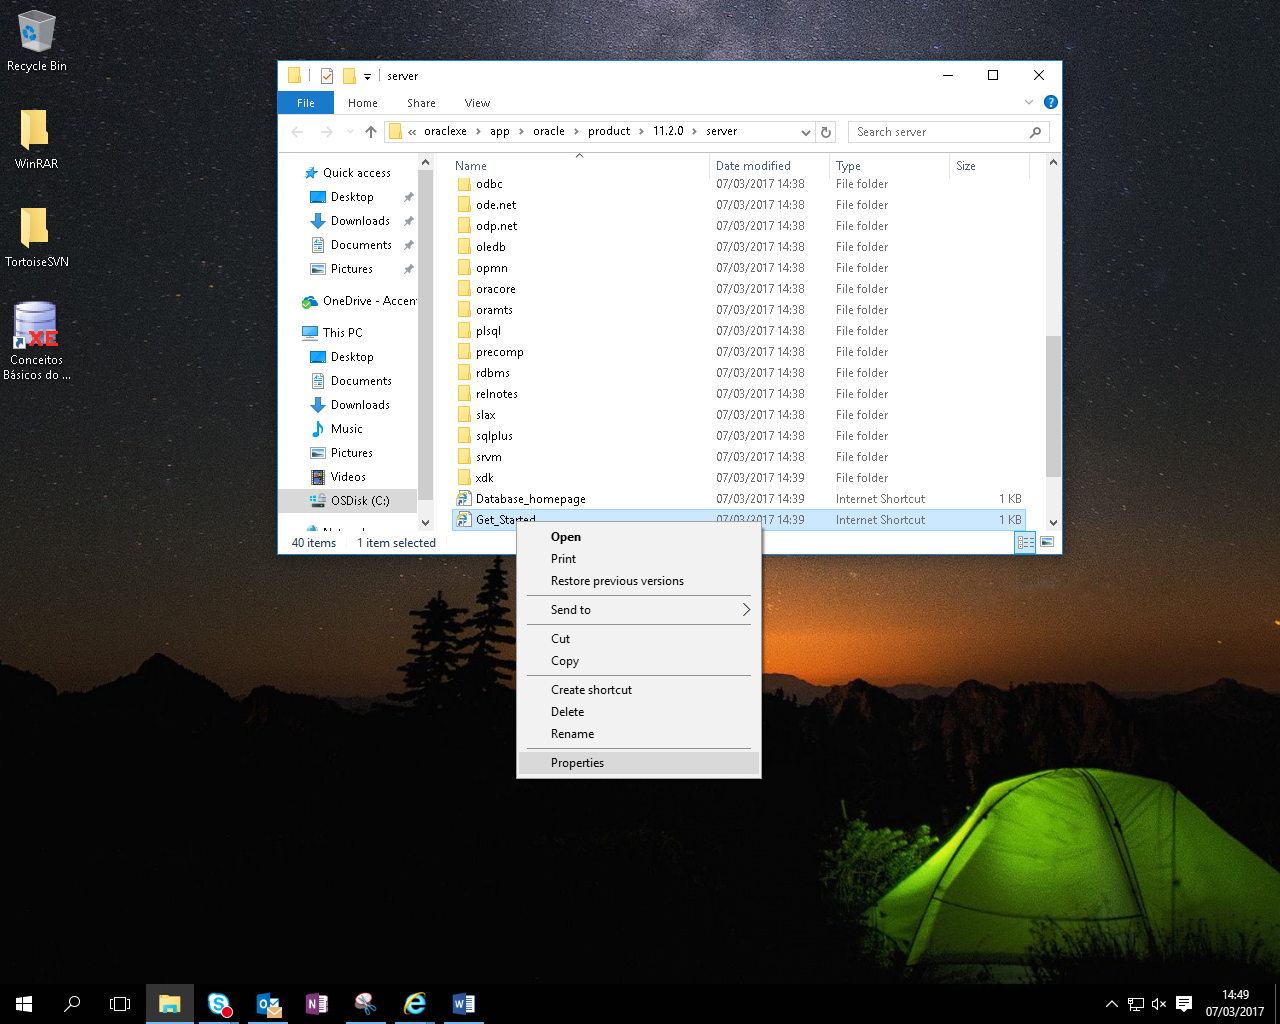 Recycle Bin
WinRAR
TortoiseSVN
XE
Conceitos
Básicos do ...
server
File Home Share View
« oraclexe › app › oracle › product › 11.2.0 › server
Search server
Quick access
Desktop
Downloads
Documents
Pictures
OneDrive - Accen
This PC
Desktop
Documents
Downloads
Music
Pictures
Videos
OSDisk (C:)
Name Date modified Type Size
odbc 07/03/2017 14:38 File folder
ode.net 07/03/2017 14:38 File folder
odp.net 07/03/2017 14:38 File folder
oledb 07/03/2017 14:38 File folder
opmn 07/03/2017 14:38 File folder
oracore 07/03/2017 14:38 File folder
oramts 07/03/2017 14:38 File folder
plsql 07/03/2017 14:38 File folder
precomp 07/03/2017 14:38 File folder
rdbms 07/03/2017 14:38 File folder
relnotes 07/03/2017 14:38 File folder
slax 07/03/2017 14:38 File folder
sqlplus 07/03/2017 14:38 File folder
srvm 07/03/2017 14:38 File folder
xdk 07/03/2017 14:39 File folder
Database_homepage 07/03/2017 14:39 Internet Shortcut 1 KB
Get_Started 07/03/2017 14:39 Internet Shortcut 1 KB
40 items 1 item selected
Open
Print
Restore previous versions
Send to
Cut
Copy
Create shortcut
Delete
Rename
Properties
14:49
07/03/2017